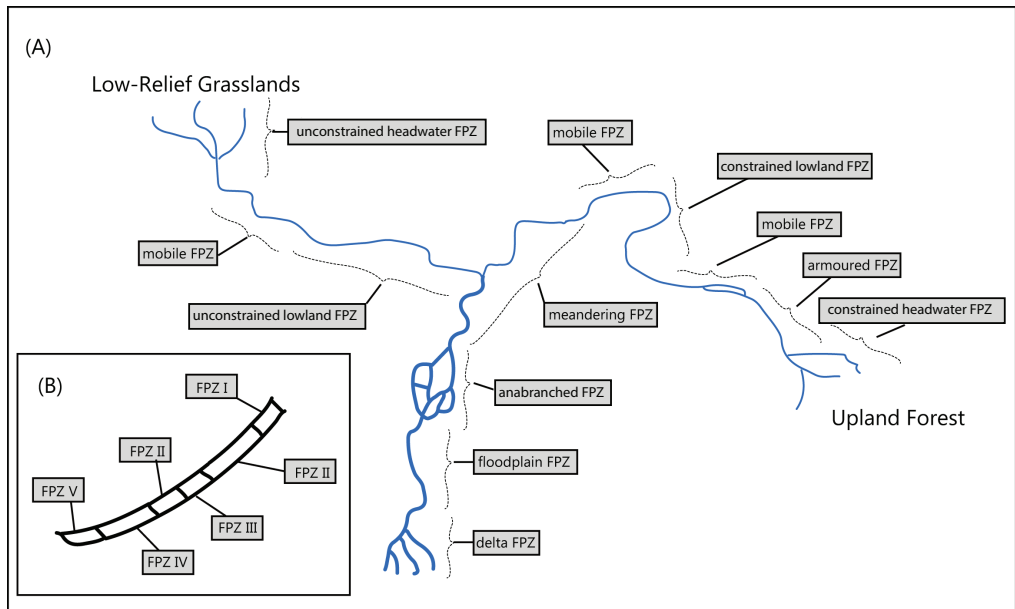 (A)
Low-Relief Grasslands
unconstrained headwater FPZ
mobile FPZ
constrained lowland FPZ
mobile FPZ
mobile FPZ
armoured FPZ
unconstrained lowland FPZ
meandering FPZ
constrained headwater FPZ
anabranched FPZ
Upland Forest
floodplain FPZ
delta FPZ
(B)
FPZ I
FPZ II
FPZ II
FPZ V
FPZ III
FPZ IV